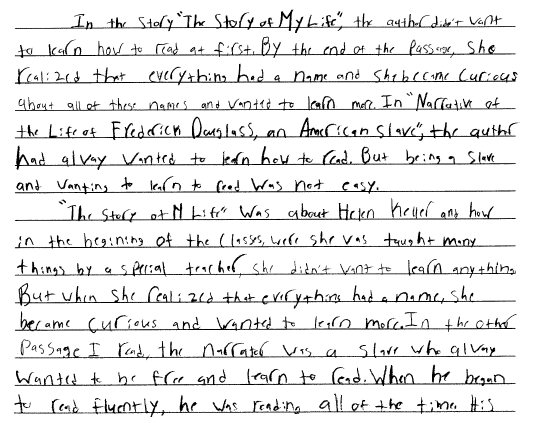 In the Story "The Story of My Life", the author didn't want
to learn how to read at first. By the end of the Passage, She
realized that everything had a name and she became curious
about all of these names and wanted to learn more. In "Narrative of
the Life of Frederick Douglass, an American slave", the author
had alway wanted to learn how to read. But being a slave
and wanting to learn to read was not easy.
"The Story of My Life" was about Helen Keller and how
in the begining of the classes, were she was taught many
things by a special teacher, she didn't want to learn anything.
But when she realized that everything had a name, she
became curious and wanted to learn more. In the other
Passage I read, the narrator was a slave who alway
wanted to be free and learn to read. When he began
to read fluently, he was reading all of the time. His